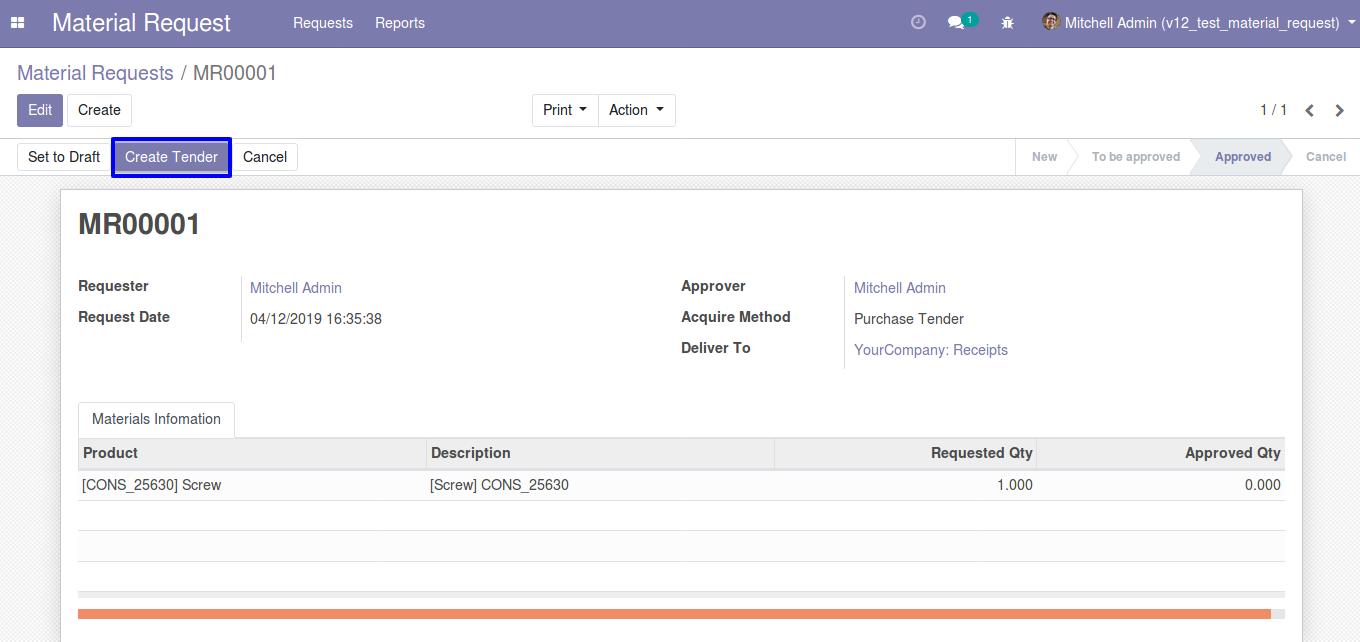 Material Request Requests Reports 1 Mitchell Admin (v12_test_material_request)
Material Requests / MR00001
Edit Create Print Action 1 / 1
Set to Draft Create Tender Cancel New To be approved Approved Cancel
MR00001
Requester Mitchell Admin Approver Mitchell Admin
Request Date 04/12/2019 16:35:38 Acquire Method Purchase Tender
Deliver To YourCompany: Receipts
Materials Infomation
Product Description Requested Qty Approved Qty
[CONS_25630] Screw [Screw] CONS_25630 1.000 0.000